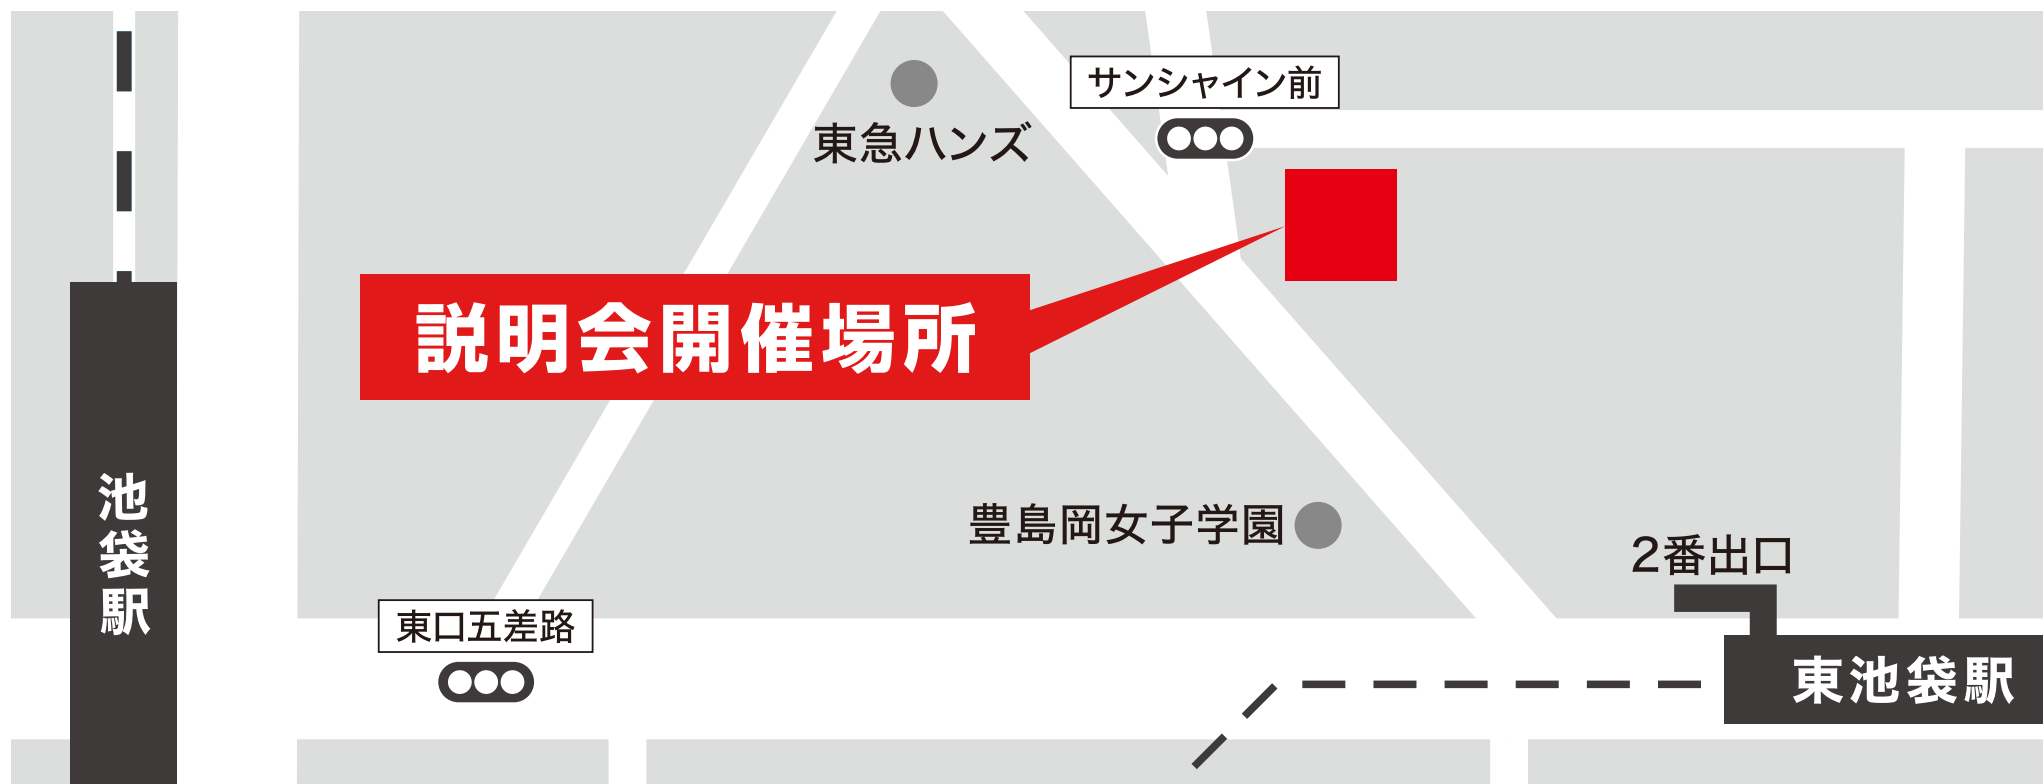 サンシャイン前
東急ハンズ
説明会開催場所
池袋駅
豊島岡女子学園
2番出口
東口五差路
東池袋駅